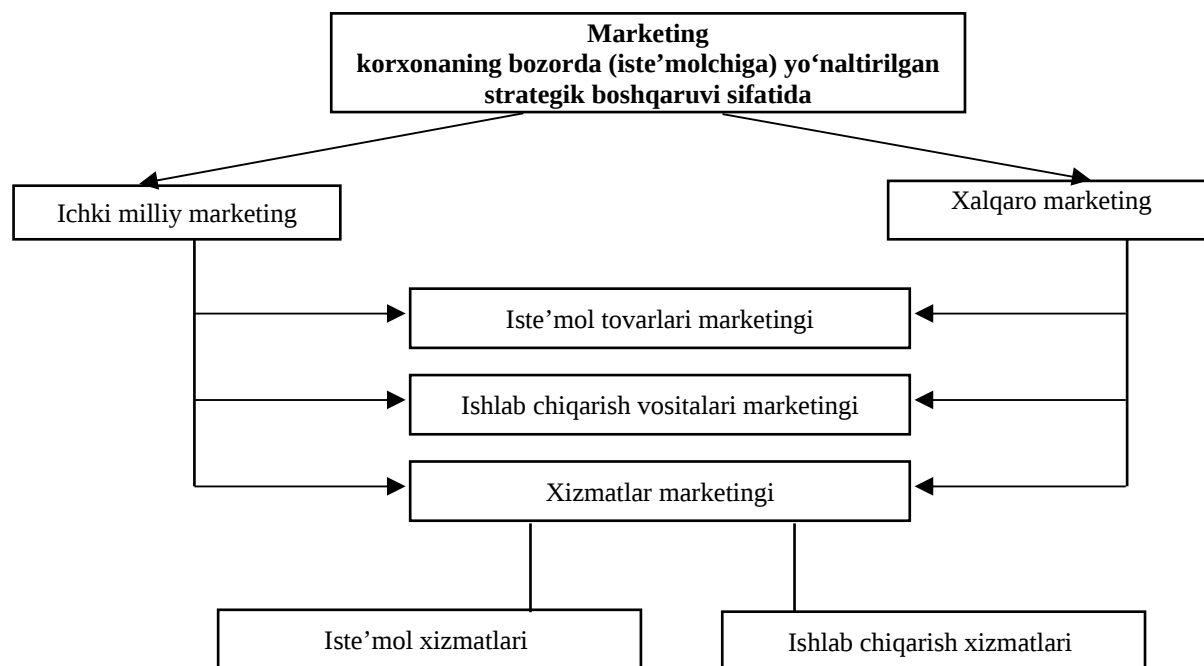 Marketing
korxonaning bozorda (iste’molchiga) yo‘naltirilgan
strategik boshqaruvi sifatida
Ichki milliy marketing
Xalqaro marketing
Iste’mol tovarlari marketingi
Ishlab chiqarish vositalari marketingi
Xizmatlar marketingi
Iste’mol xizmatlari
Ishlab chiqarish xizmatlari